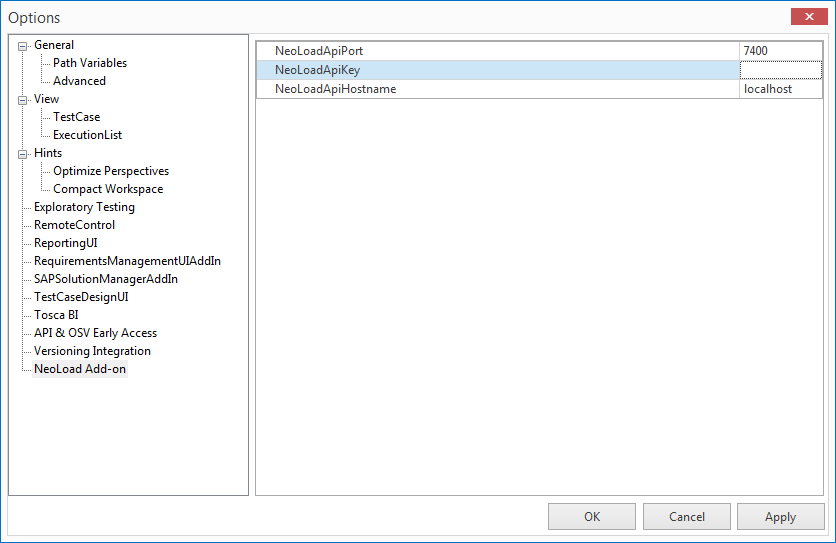 Options
General
Path Variables
Advanced
View
TestCase
ExecutionList
Hints
Optimize Perspectives
Compact Workspace
Exploratory Testing
RemoteControl
ReportingUI
RequirementsManagementUIAddIn
SAPSolutionManagerAddIn
TestCaseDesignUI
Tosca BI
API & OSV Early Access
Versioning Integration
NeoLoad Add-on
NeoLoadApiPort 7400
NeoLoadApiKey
NeoLoadApiHostname localhost
OK Cancel Apply